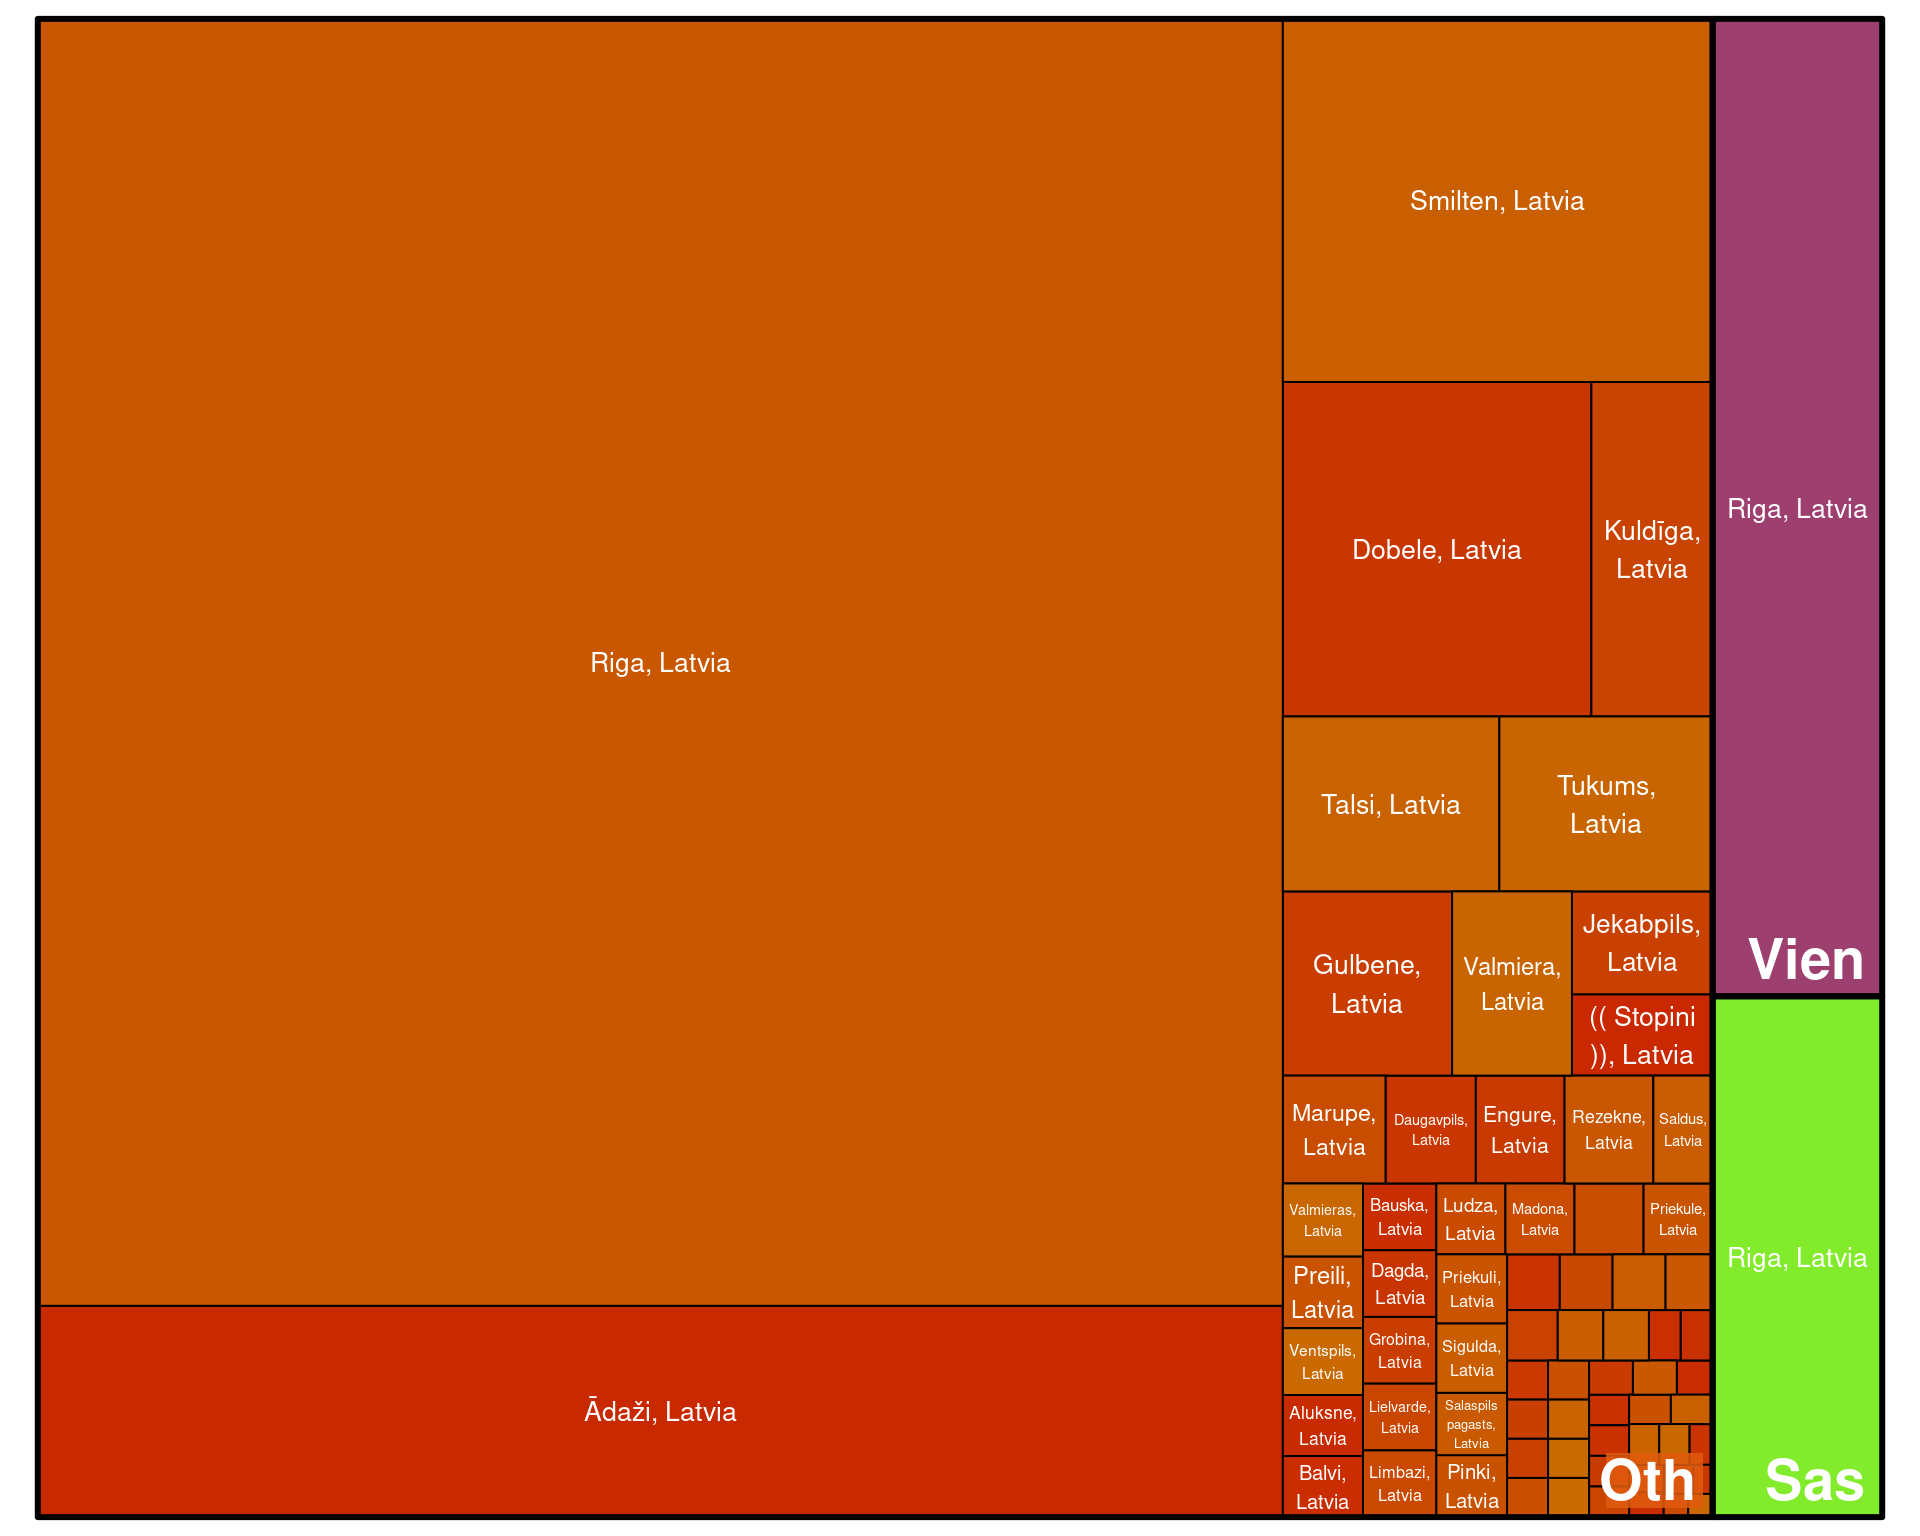 Riga, Latvia
Ādaži, Latvia
Smilten, Latvia
Dobele, Latvia
Kuldīga,
Latvia
Talsi, Latvia
Tukums,
Latvia
Gulbene,
Latvia
Valmiera,
Latvia
Jekabpils,
Latvia
(( Stopini
)), Latvia
Marupe,
Latvia
Daugavpils,
Latvia
Engure,
Latvia
Rezekne,
Latvia
Saldus,
Latvia
Valmieras,
Latvia
Preili,
Latvia
Ventspils,
Latvia
Aluksne,
Latvia
Balvi,
Latvia
Bauska,
Latvia
Dagda,
Latvia
Grobina,
Latvia
Lielvarde,
Latvia
Limbazi,
Latvia
Ludza,
Latvia
Madona,
Latvia
Priekule,
Latvia
Priekuli,
Latvia
Sigulda,
Latvia
Salaspils
pagasts,
Latvia
Pinki,
Latvia
Oth
Riga, Latvia
Vien
Riga, Latvia
Sas